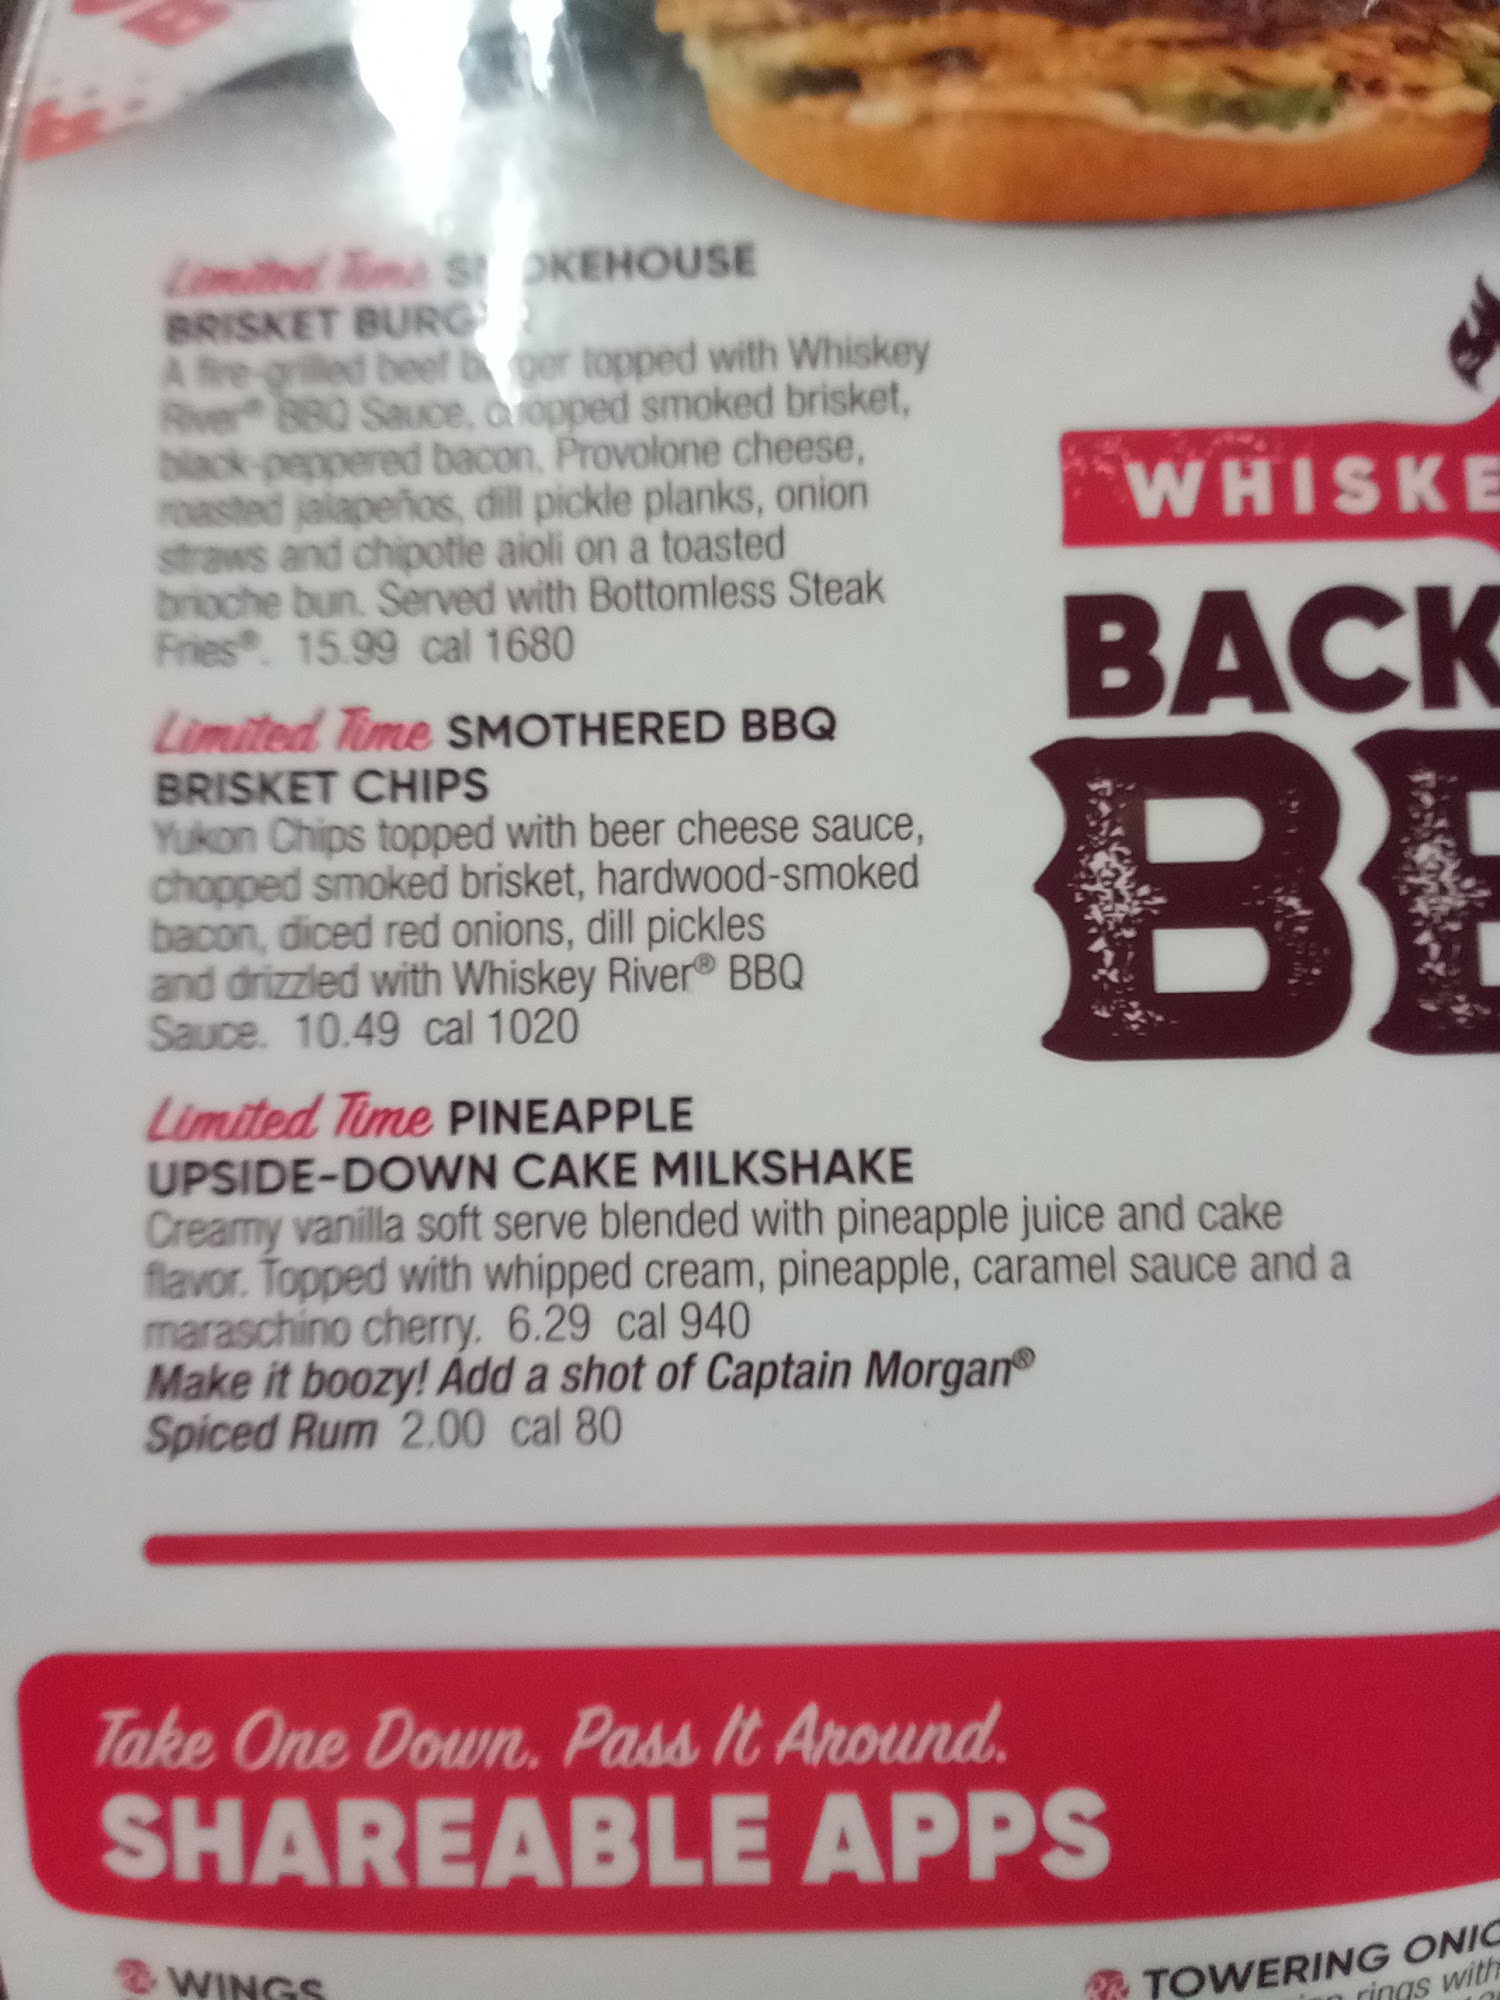 Limited Time SMOKEHOUSE
BRISKET BURGER
A fire-grilled beef burger topped with Whiskey
River® BBQ Sauce, chopped smoked brisket,
black-peppered bacon, Provolone cheese,
roasted jalapeños, dill pickle planks, onion
straws and chipotle aioli on a toasted
brioche bun. Served with Bottomless Steak
Fries®. 15.99 cal 1680
Limited Time SMOTHERED BBQ
BRISKET CHIPS
Yukon Chips topped with beer cheese sauce,
chopped smoked brisket, hardwood-smoked
bacon, diced red onions, dill pickles
and drizzled with Whiskey River® BBQ
Sauce. 10.49 cal 1020
Limited Time PINEAPPLE
UPSIDE-DOWN CAKE MILKSHAKE
Creamy vanilla soft serve blended with pineapple juice and cake
flavor. Topped with whipped cream, pineapple, caramel sauce and a
maraschino cherry. 6.29 cal 940
Make it boozy! Add a shot of Captain Morgan®
Spiced Rum 2.00 cal 80
WHISKE
BACK
BE
Take One Down. Pass It Around.
SHAREABLE APPS
WINGS
RR TOWERING ONIO
rings with